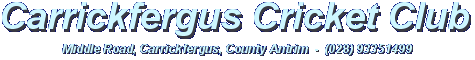 Carrickfergus Cricket Club
Middle Road, Carrickfergus, County Antrim - (028) 93351499